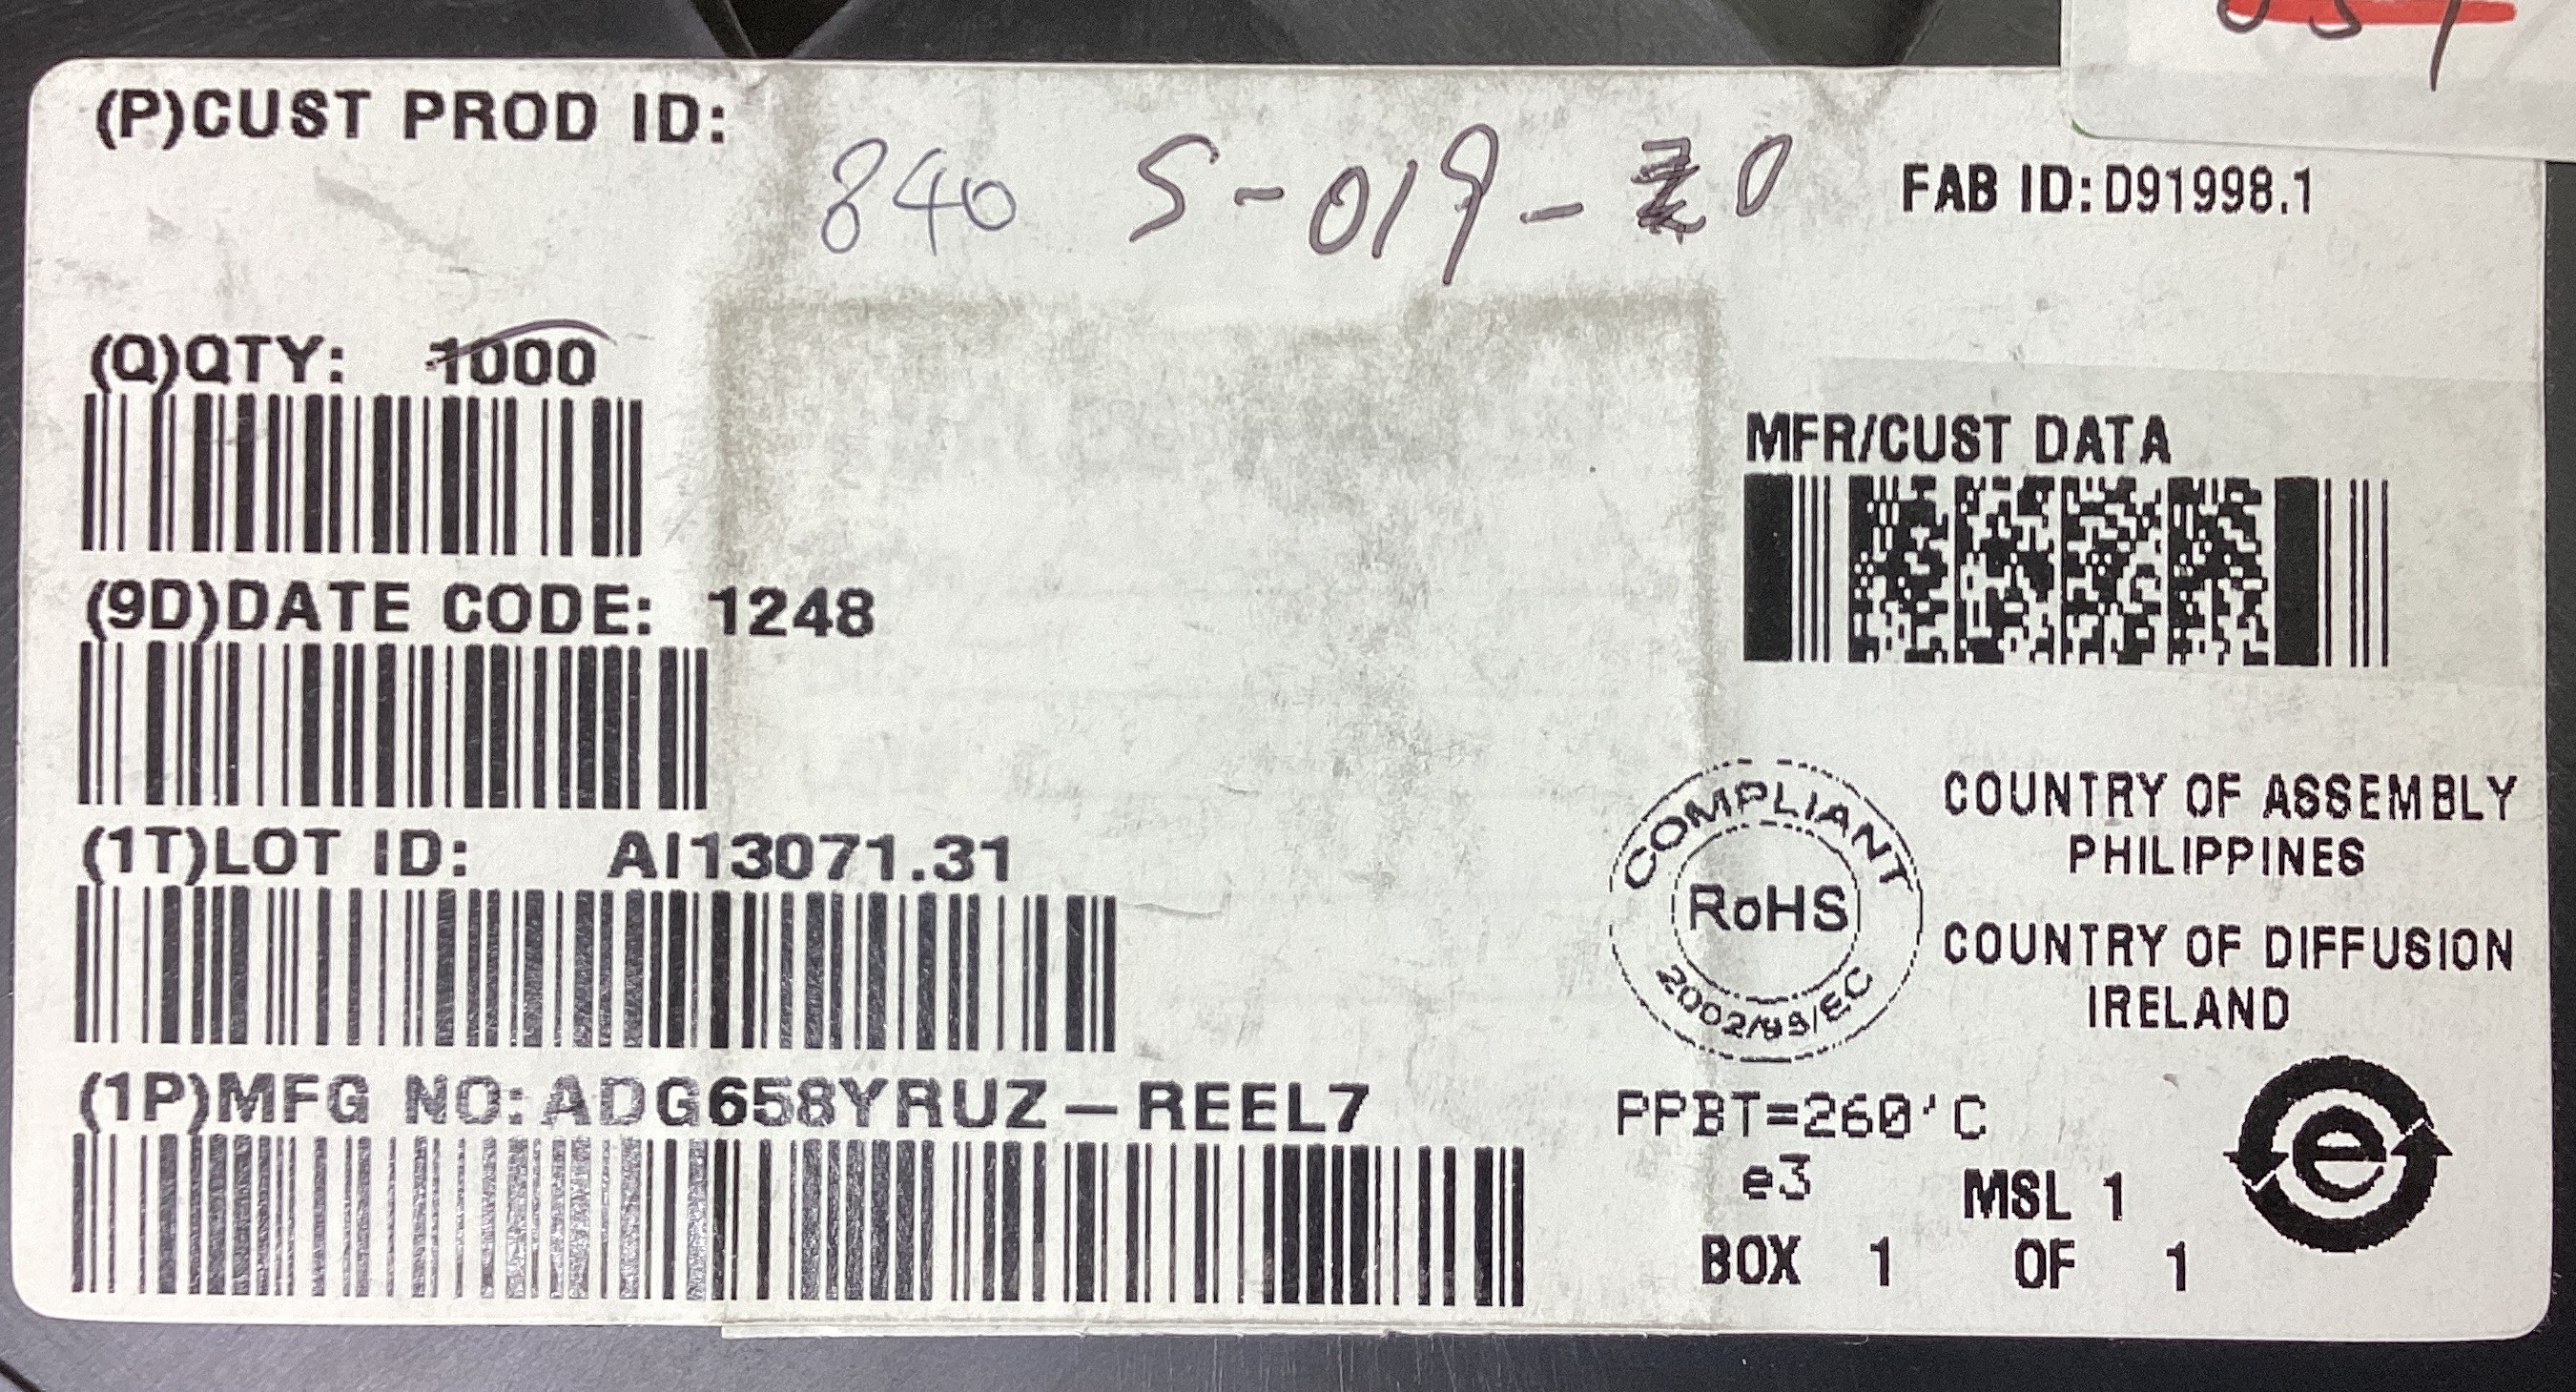 (P)CUST PROD ID:
840 S-019-0
FAB ID: D91998.1
(Q)QTY: 1000
(9D)DATE CODE: 1248
(1T)LOT ID: AI13071.31
(1P)MFG NO: ADG658YRUZ-REEL7
MFR/CUST DATA
COMPLIANT
RoHS
2002/95/EC
COUNTRY OF ASSEMBLY
PHILIPPINES
COUNTRY OF DIFFUSION
IRELAND
PPBT=260'C
e3
MSL 1
BOX 1 OF 1
e